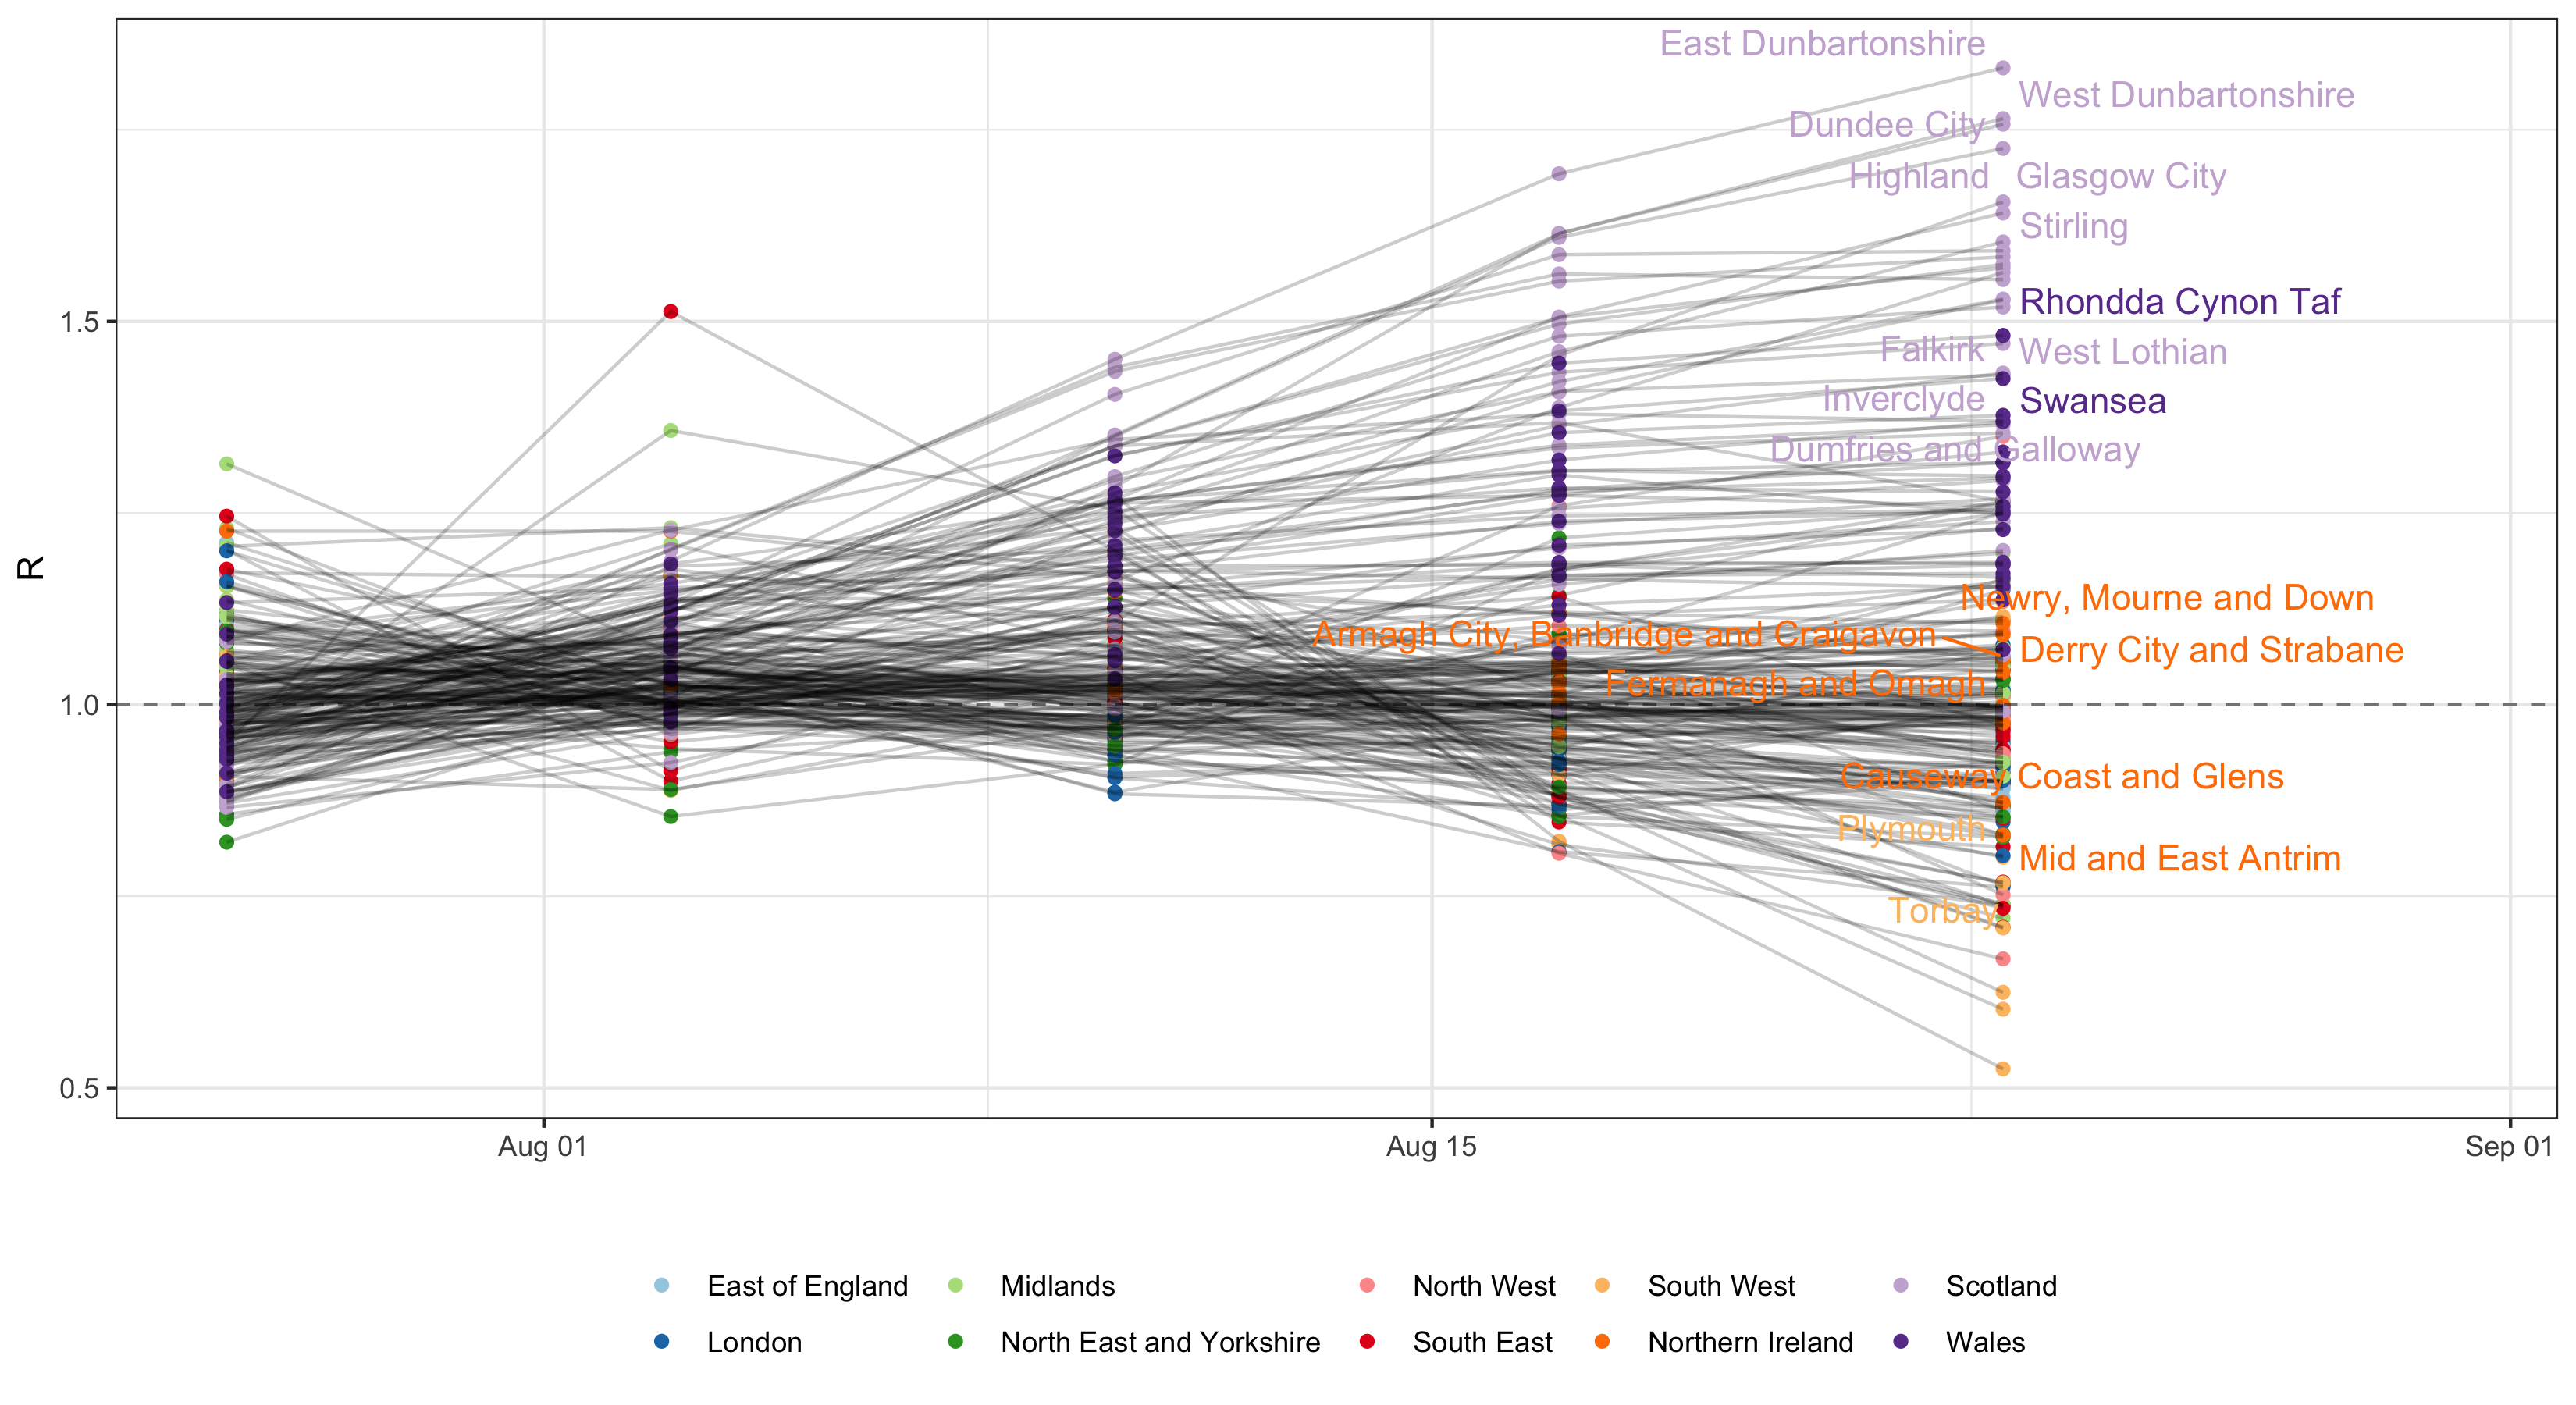 East Dunbartonshire
West Dunbartonshire
Dundee City
Highland Glasgow City
Stirling
1.5
Rhondda Cynon Taf
Falkirk West Lothian
Inverclyde Swansea
Dumfries and Galloway
R
Newry, Mourne and Down
Armagh City, Banbridge and Craigavon
Derry City and Strabane
Fermanagh and Omagh
1.0
Causeway Coast and Glens
Plymouth
Mid and East Antrim
Torbay
0.5
Aug 01 Aug 15 Sep 01
East of England Midlands North West South West Scotland
London North East and Yorkshire South East Northern Ireland Wales